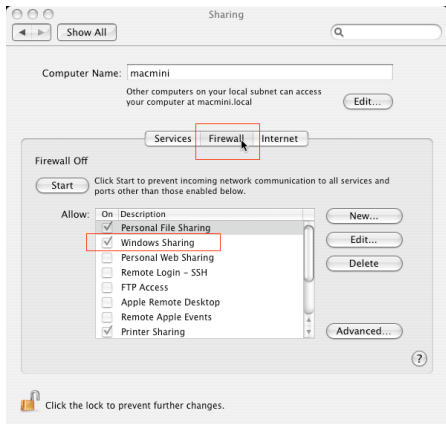 Sharing
Show All
Computer Name: macmini
Other computers on your local subnet can access
your computer at macmini.local
Edit...
Services Firewall Internet
Firewall Off
Start
Click Start to prevent incoming network communication to all services and
ports other than those enabled below.
Allow: On Description
Personal File Sharing
Windows Sharing
Personal Web Sharing
Remote Login – SSH
FTP Access
Apple Remote Desktop
Remote Apple Events
Printer Sharing
New...
Edit...
Delete
Advanced...
?
Click the lock to prevent further changes.